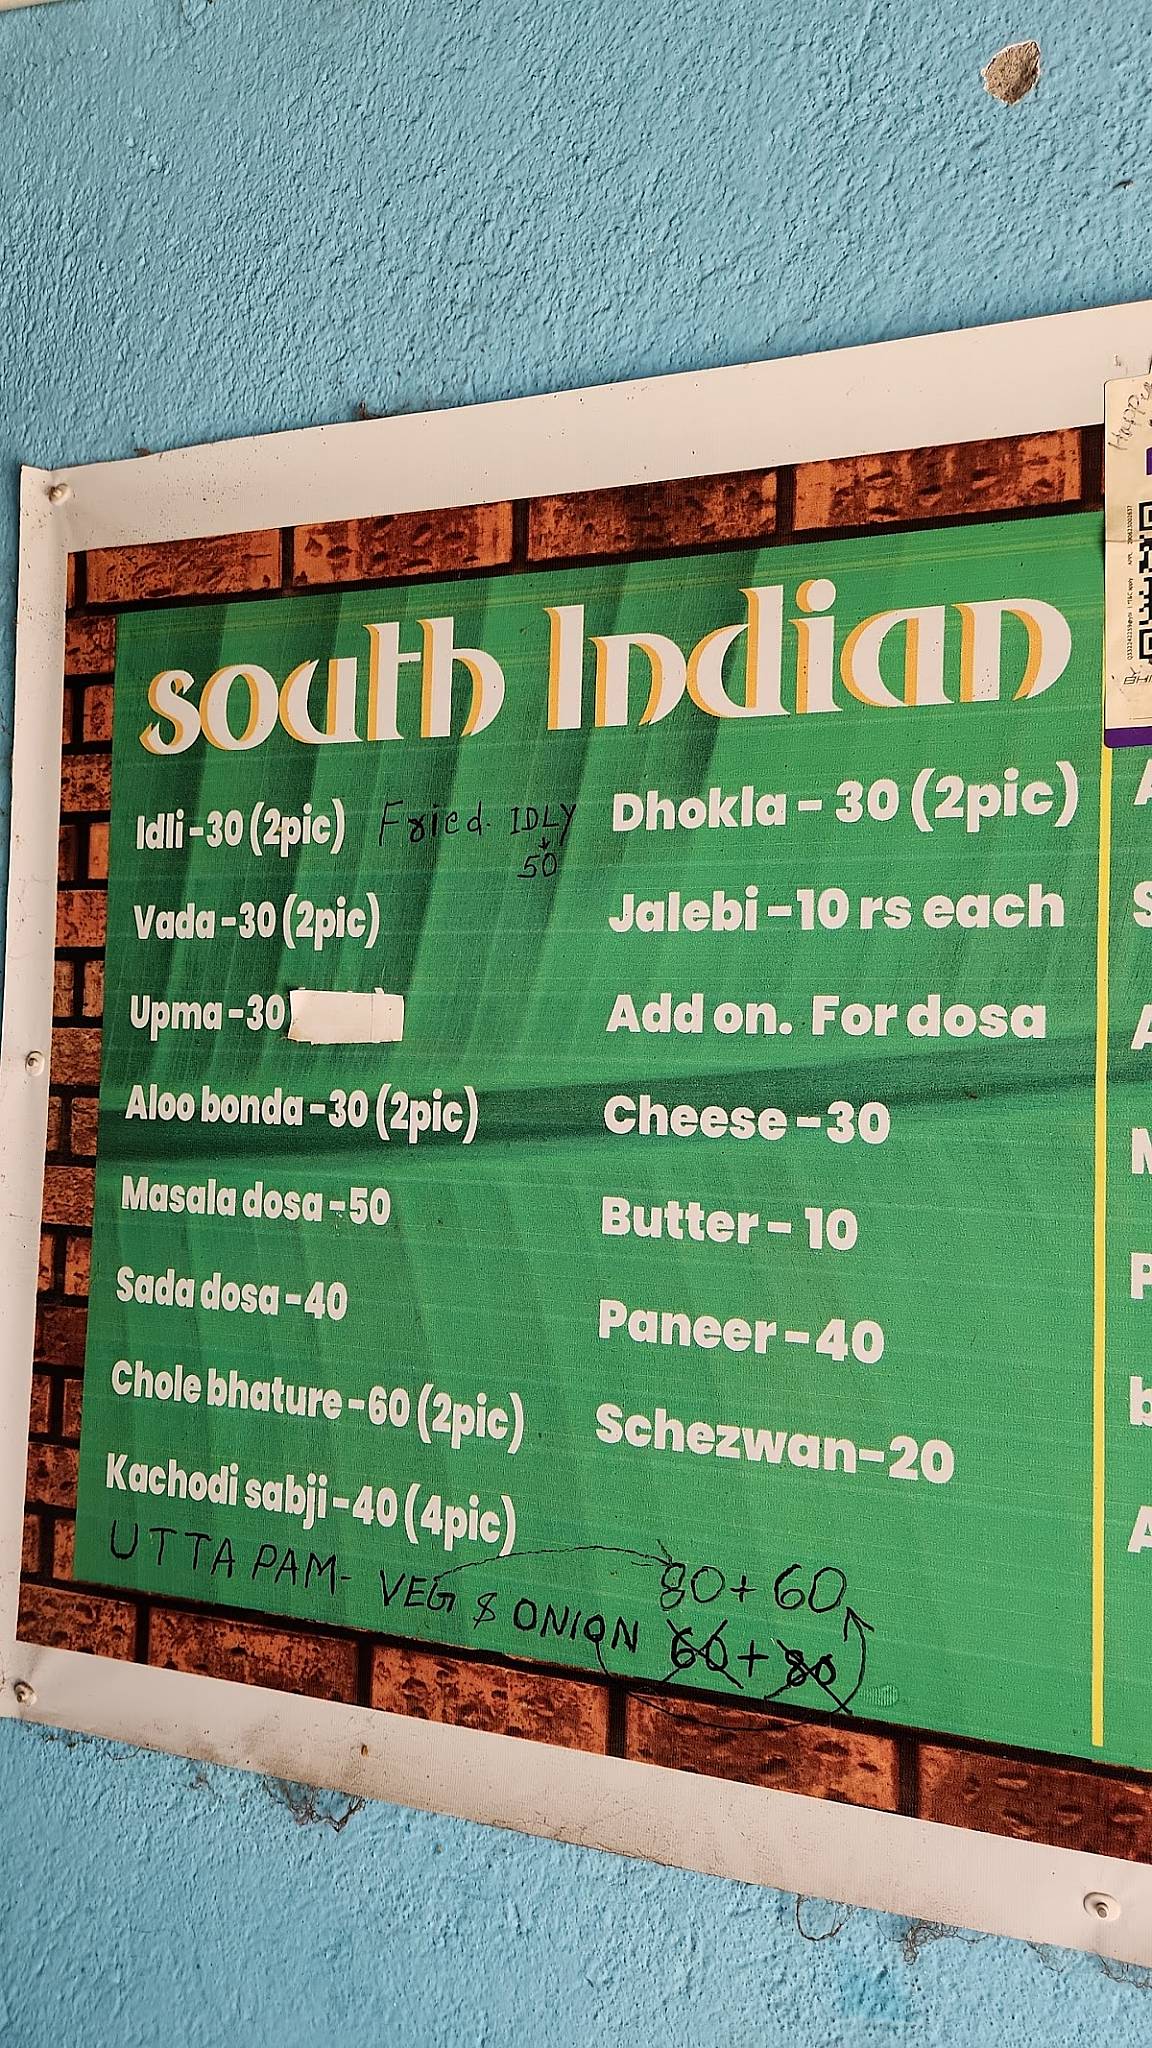 South Indian
Idli-30 (2pic) Fried. IDLY
50
Vada-30 (2pic)
Upma-30
Aloo bonda-30 (2pic)
Masala dosa-50
Sada dosa-40
Chole bhature-60 (2pic)
Kachodi sabji-40 (4pic)
Dhokla - 30 (2pic)
Jalebi-10 rs each
Add on. For dosa
Cheese-30
Butter- 10
Paneer-40
Schezwan-20
UTTAPAM- VEG $ ONION 80+60
60+80
Happy